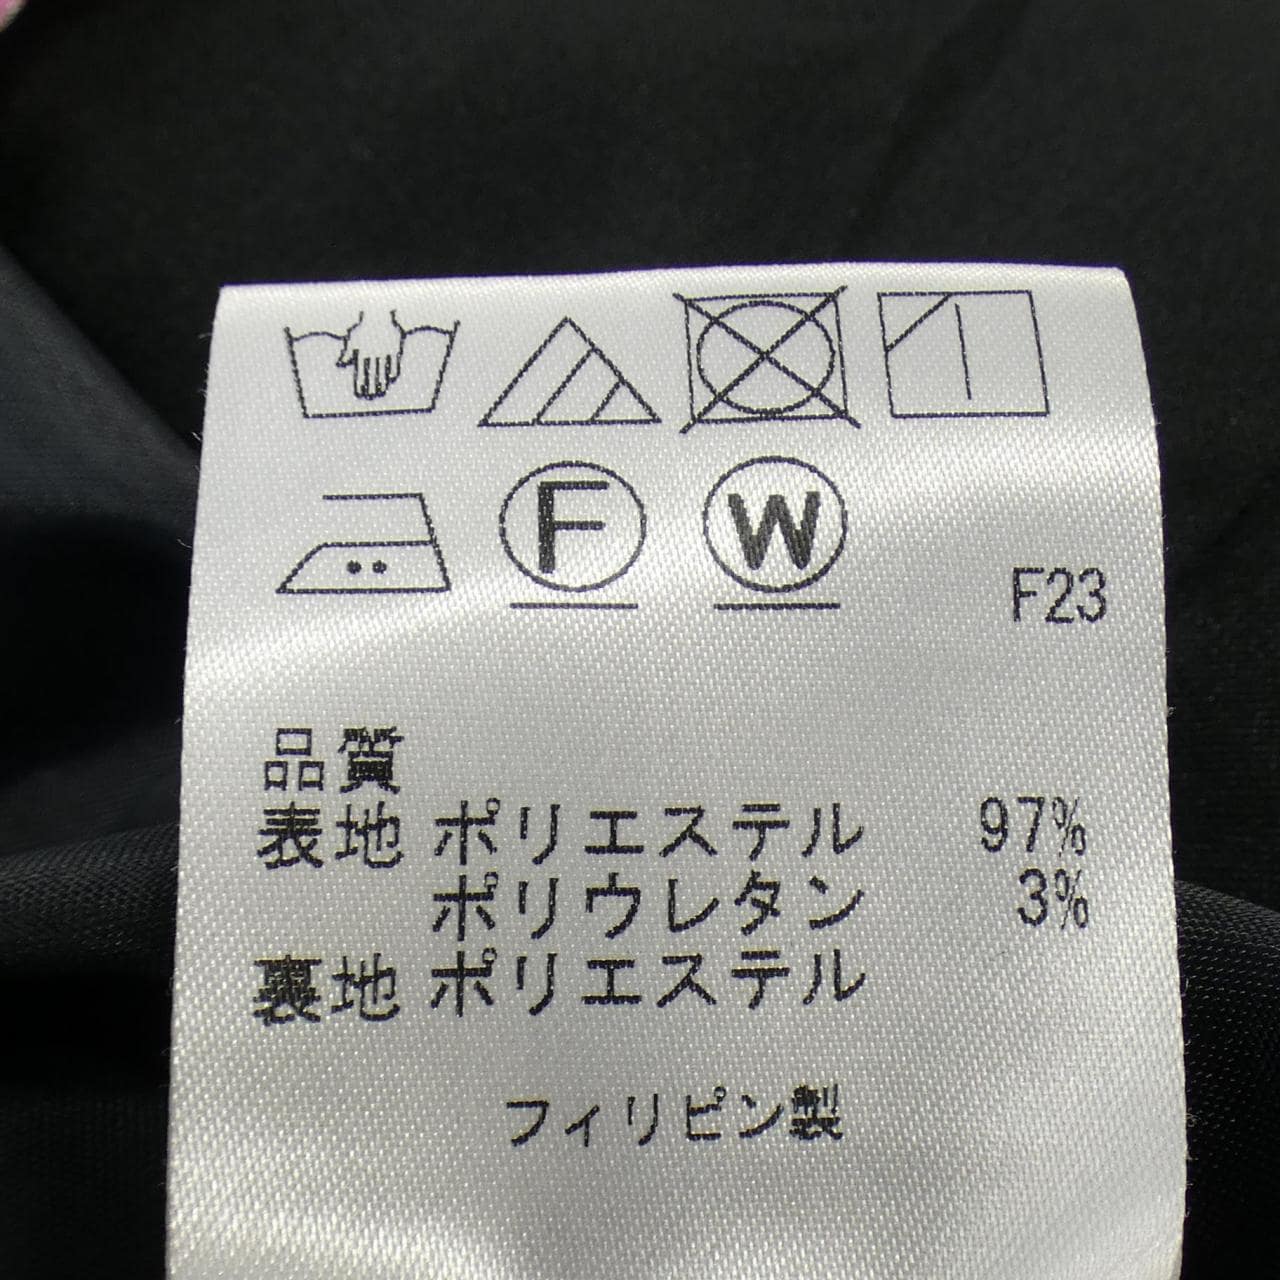 F W
F23
品質
表地 ポリエステル 97%
ポリウレタン 3%
裏地 ポリエステル
フィリピン製